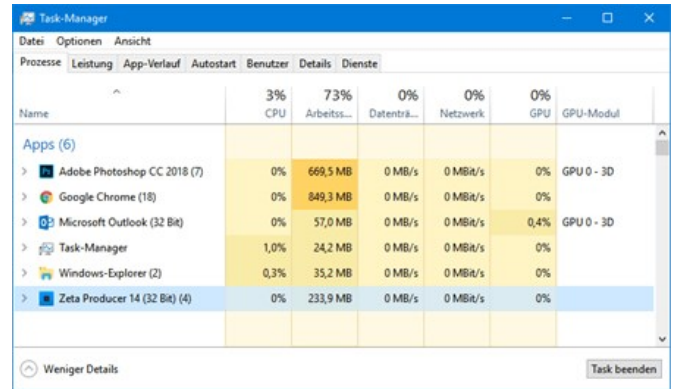 Task-Manager
Datei Optionen Ansicht
Prozesse Leistung App-Verlauf Autostart Benutzer Details Dienste
3% 73% 0% 0% 0%
Name CPU Arbeitss... Datenträ... Netzwerk GPU GPU-Modul
Apps (6)
Adobe Photoshop CC 2018 (7) 0% 669,5 MB 0 MB/s 0 MBit/s 0% GPU 0 - 3D
Google Chrome (18) 0% 849,3 MB 0 MB/s 0 MBit/s 0%
Microsoft Outlook (32 Bit) 0% 57,0 MB 0 MB/s 0 MBit/s 0,4% GPU 0 - 3D
Task-Manager 1,0% 24,2 MB 0 MB/s 0 MBit/s 0%
Windows-Explorer (2) 0,3% 35,2 MB 0 MB/s 0 MBit/s 0%
Zeta Producer 14 (32 Bit) (4) 0% 233,9 MB 0 MB/s 0 MBit/s 0%
Weniger Details Task beenden